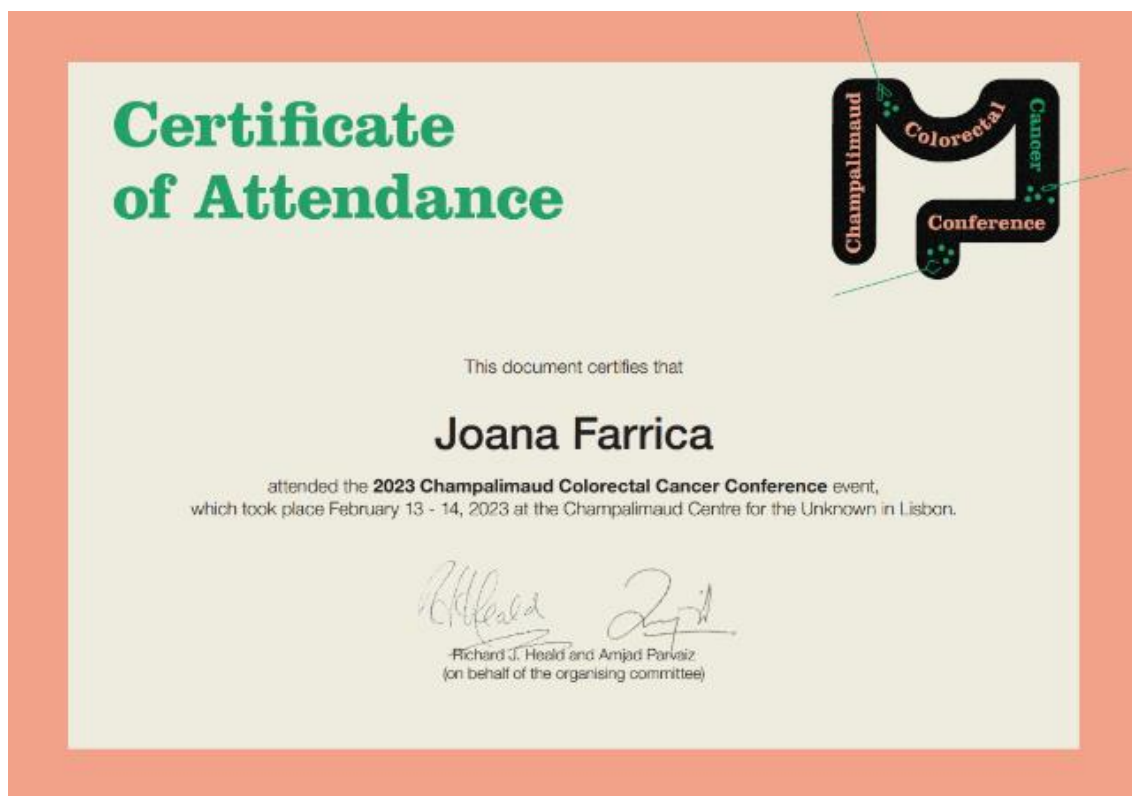 Certificate
of Attendance
Champalimaud
Colorectal
Cancer
Conference
This document certifies that
Joana Farrica
attended the 2023 Champalimaud Colorectal Cancer Conference event,
which took place February 13 - 14, 2023 at the Champalimaud Centre for the Unknown in Lisbon.
RJHeald
Richard J. Heald and Amjad Parvaiz
(on behalf of the organising committee)